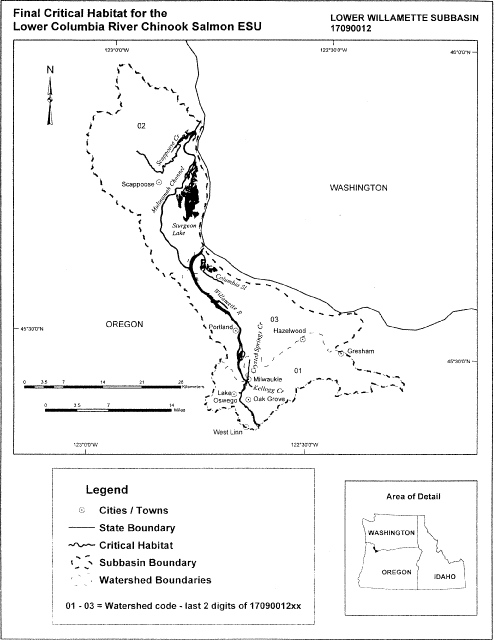 Final Critical Habitat for the
Lower Columbia River Chinook Salmon ESU
LOWER WILLAMETTE SUBBASIN
17090012
123°0'0"W
122°30'0"W
46°0'0"N
N
02
Scappoose Cr
Scappoose
Multnomah Channel
WASHINGTON
Sturgeon
Lake
Columbia Sl
Willamette R
OREGON
03
45°30'0"N
Portland
Hazelwood
Crystal Springs Cr
Gresham
45°30'0"N
01
Milwaukie
Kellogg Cr
Lake
Oswego
Oak Grove
West Linn
0 3.5 7 14 21 28
Kilometers
0 3.5 7 14
Miles
123°0'0"W
122°30'0"W
Legend
Cities / Towns
State Boundary
Critical Habitat
Subbasin Boundary
Watershed Boundaries
01 - 03 = Watershed code - last 2 digits of 17090012xx
Area of Detail
WASHINGTON
OREGON
IDAHO